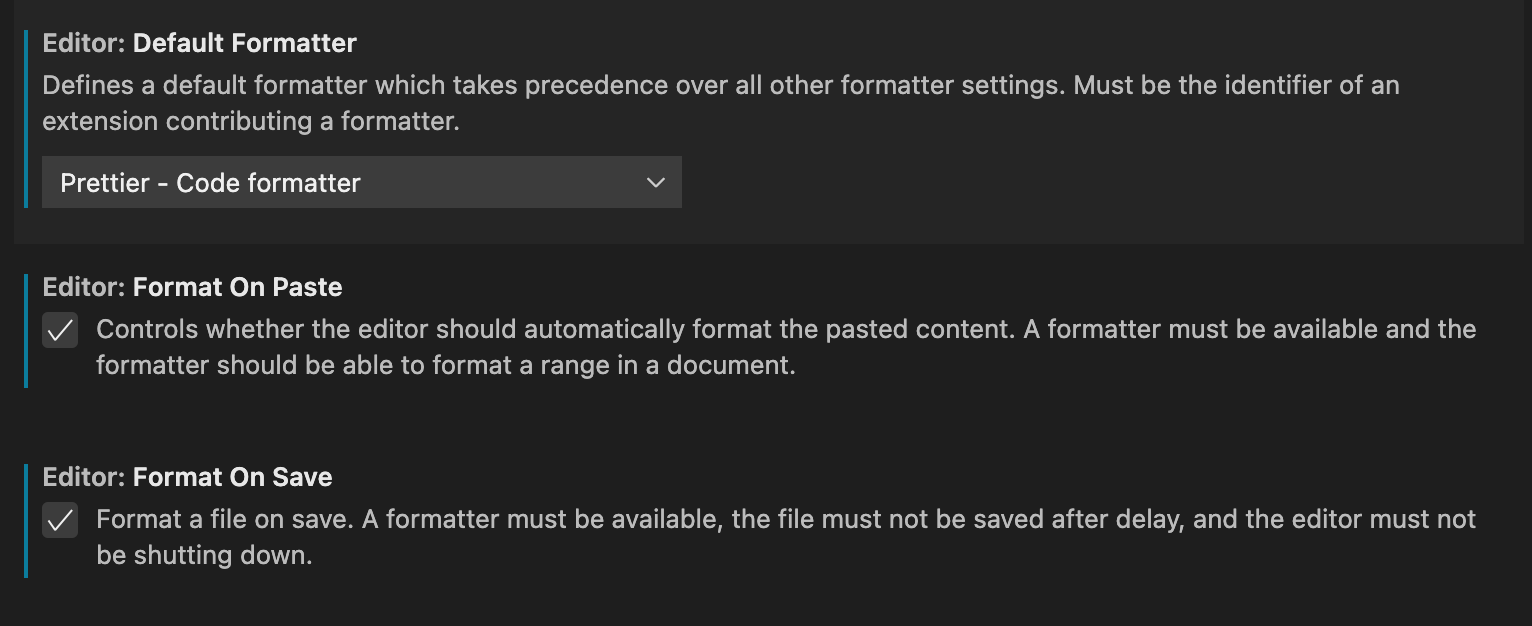 Editor: Default Formatter
Defines a default formatter which takes precedence over all other formatter settings. Must be the identifier of an
extension contributing a formatter.
Prettier - Code formatter
Editor: Format On Paste
Controls whether the editor should automatically format the pasted content. A formatter must be available and the
formatter should be able to format a range in a document.
Editor: Format On Save
Format a file on save. A formatter must be available, the file must not be saved after delay, and the editor must not
be shutting down.